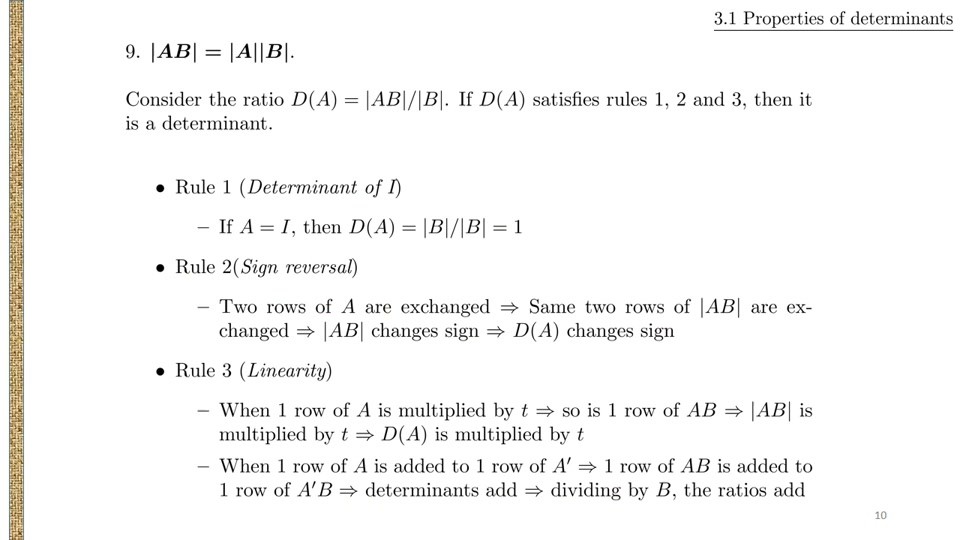 3.1 Properties of determinants
9. |AB| = |A||B|.
Consider the ratio D(A) = |AB|/|B|. If D(A) satisfies rules 1, 2 and 3, then it
is a determinant.
• Rule 1 (Determinant of I)
– If A = I, then D(A) = |B|/|B| = 1
• Rule 2(Sign reversal)
– Two rows of A are exchanged ⇒ Same two rows of |AB| are ex-
changed ⇒ |AB| changes sign ⇒ D(A) changes sign
• Rule 3 (Linearity)
– When 1 row of A is multiplied by t ⇒ so is 1 row of AB ⇒ |AB| is
multiplied by t ⇒ D(A) is multiplied by t
– When 1 row of A is added to 1 row of A′ ⇒ 1 row of AB is added to
1 row of A′B ⇒ determinants add ⇒ dividing by B, the ratios add
10